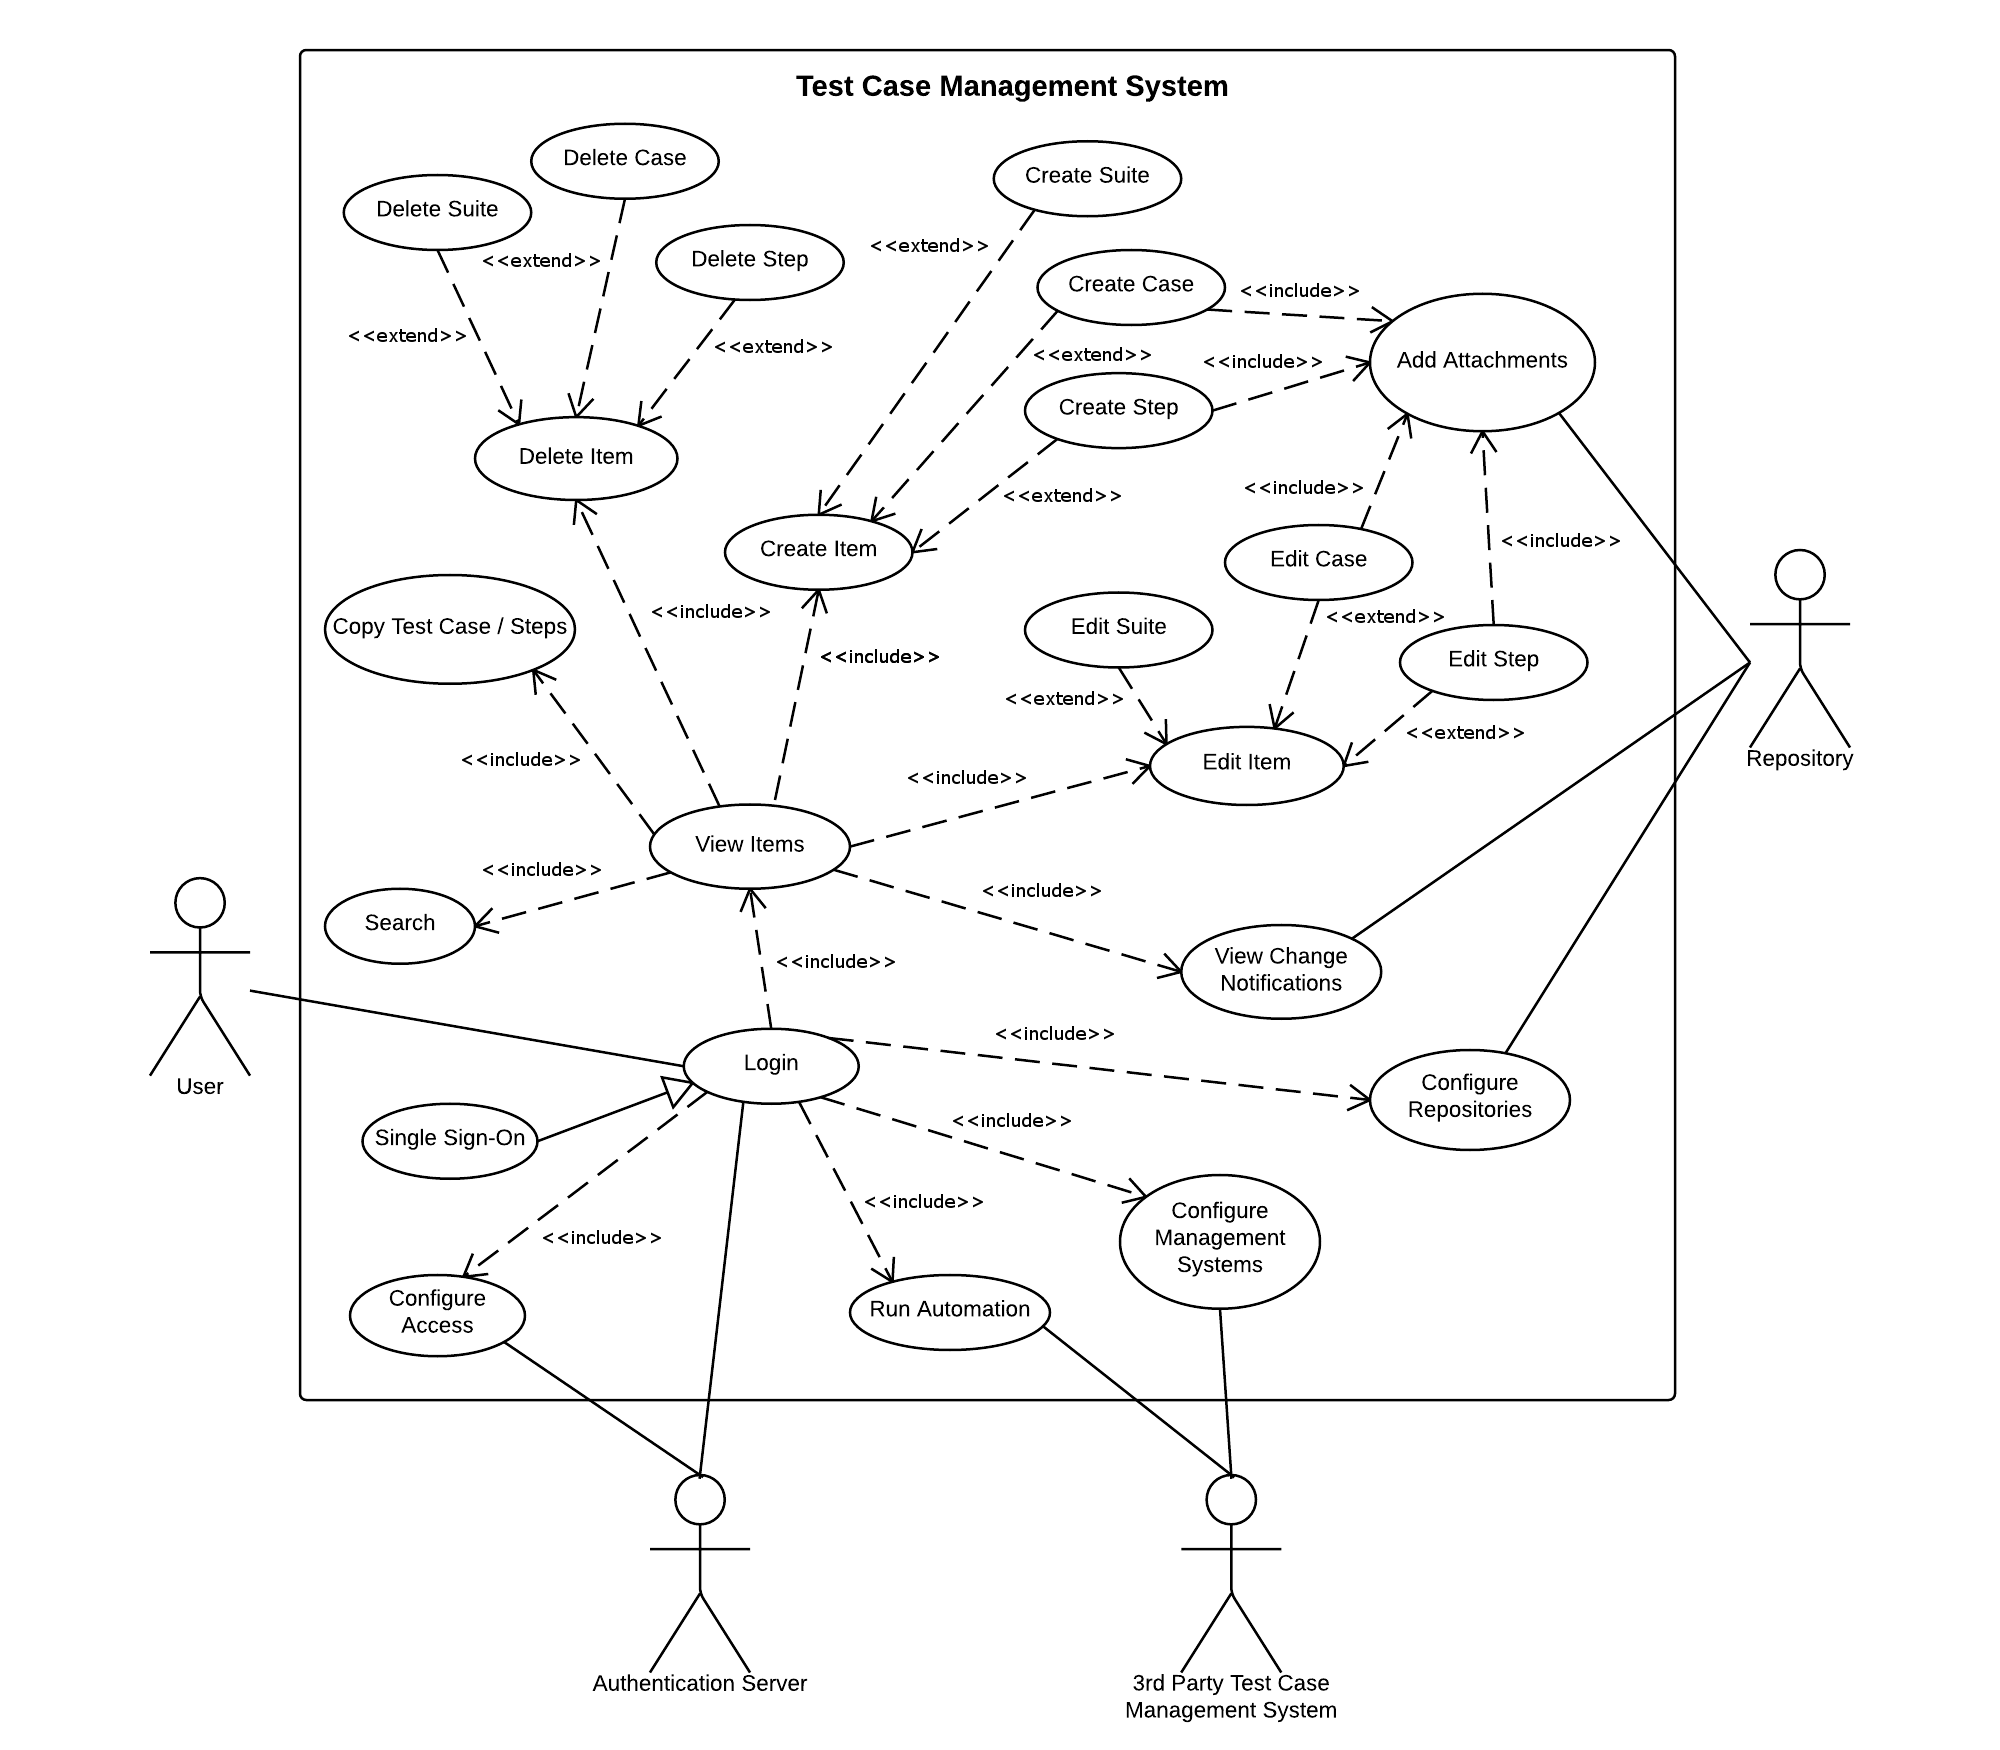 Test Case Management System
Delete Case
Create Suite
Delete Suite
<<extend>>
<<extend>>
Delete Step
Create Case
<<include>>
<<extend>>
<<extend>>
<<extend>>
<<include>>
Add Attachments
Create Step
Delete Item
<<include>>
<<extend>>
<<include>>
Create Item
Edit Case
<<include>>
<<extend>>
Copy Test Case / Steps
Edit Suite
<<include>>
Edit Step
<<extend>>
<<extend>>
<<include>>
Edit Item
Repository
<<include>>
View Items
<<include>>
<<include>>
Search
View Change
Notifications
<<include>>
<<include>>
Login
User
Configure
Repositories
<<include>>
Single Sign-On
<<include>>
Configure
Management
Systems
<<include>>
Configure
Access
Run Automation
Authentication Server
3rd Party Test Case
Management System